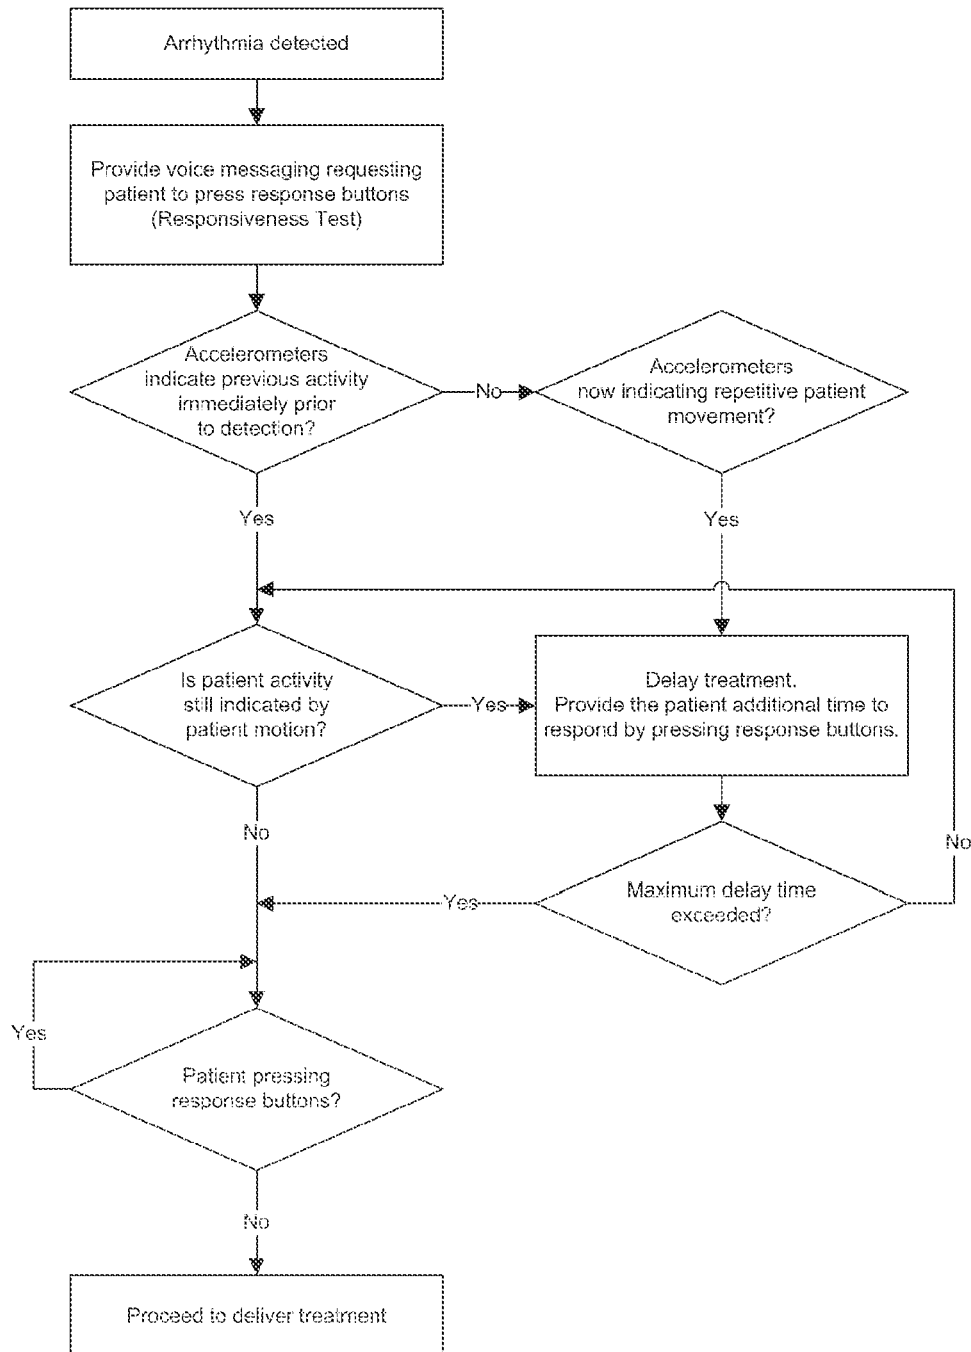 Arrhythmia detected
Provide voice messaging requesting
patient to press response buttons
(Responsiveness Test)
Accelerometers
indicate previous activity
immediately prior
to detection?
No
Accelerometers
now indicating repetitive patient
movement?
Yes
Yes
Is patient activity
still indicated by
patient motion?
Yes
Delay treatment.
Provide the patient additional time to
respond by pressing response buttons.
No
No
Maximum delay time
exceeded?
Yes
Yes
Patient pressing
response buttons?
No
Proceed to deliver treatment